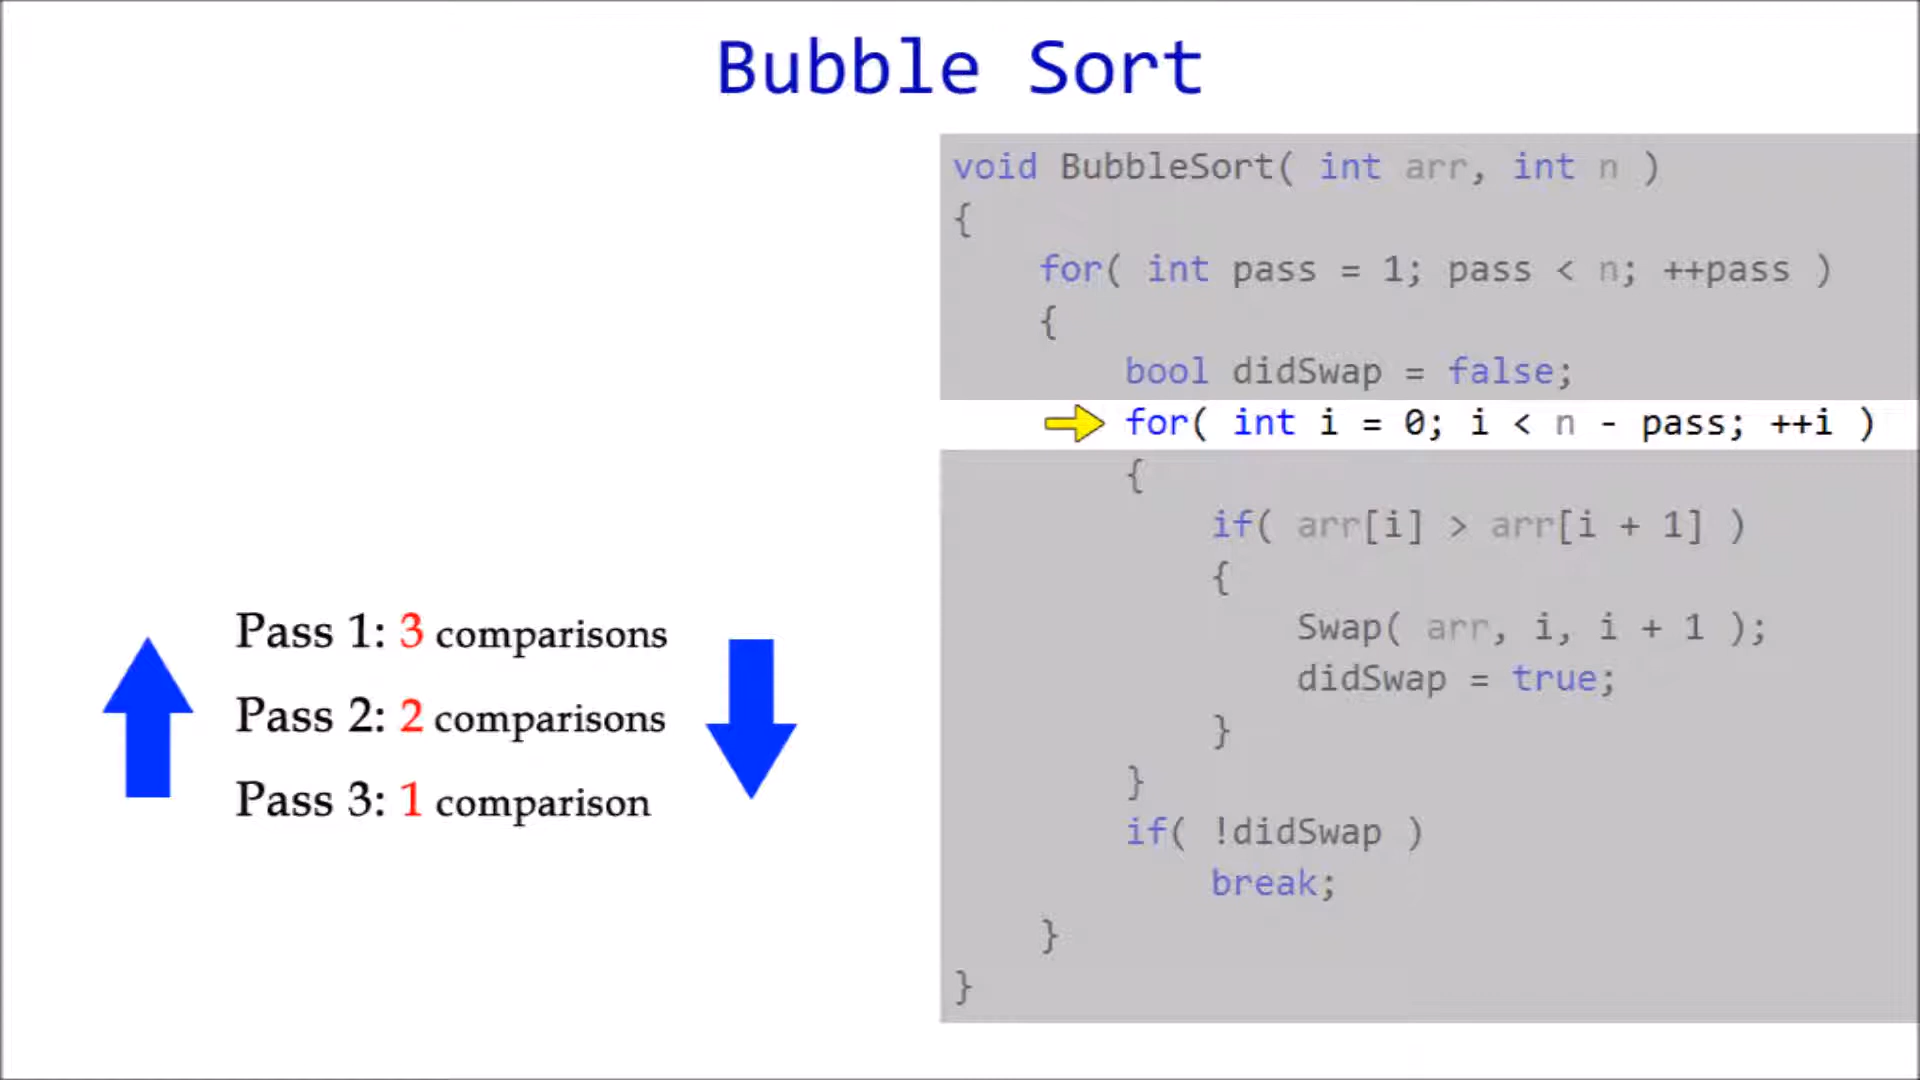 Bubble Sort
void BubbleSort( int arr, int n )
{
for( int pass = 1; pass < n; ++pass )
{
bool didSwap = false;
for( int i = 0; i < n - pass; ++i )
{
if( arr[i] > arr[i + 1] )
{
Swap( arr, i, i + 1 );
didSwap = true;
}
}
if( !didSwap )
break;
}
}
Pass 1: 3 comparisons
Pass 2: 2 comparisons
Pass 3: 1 comparison